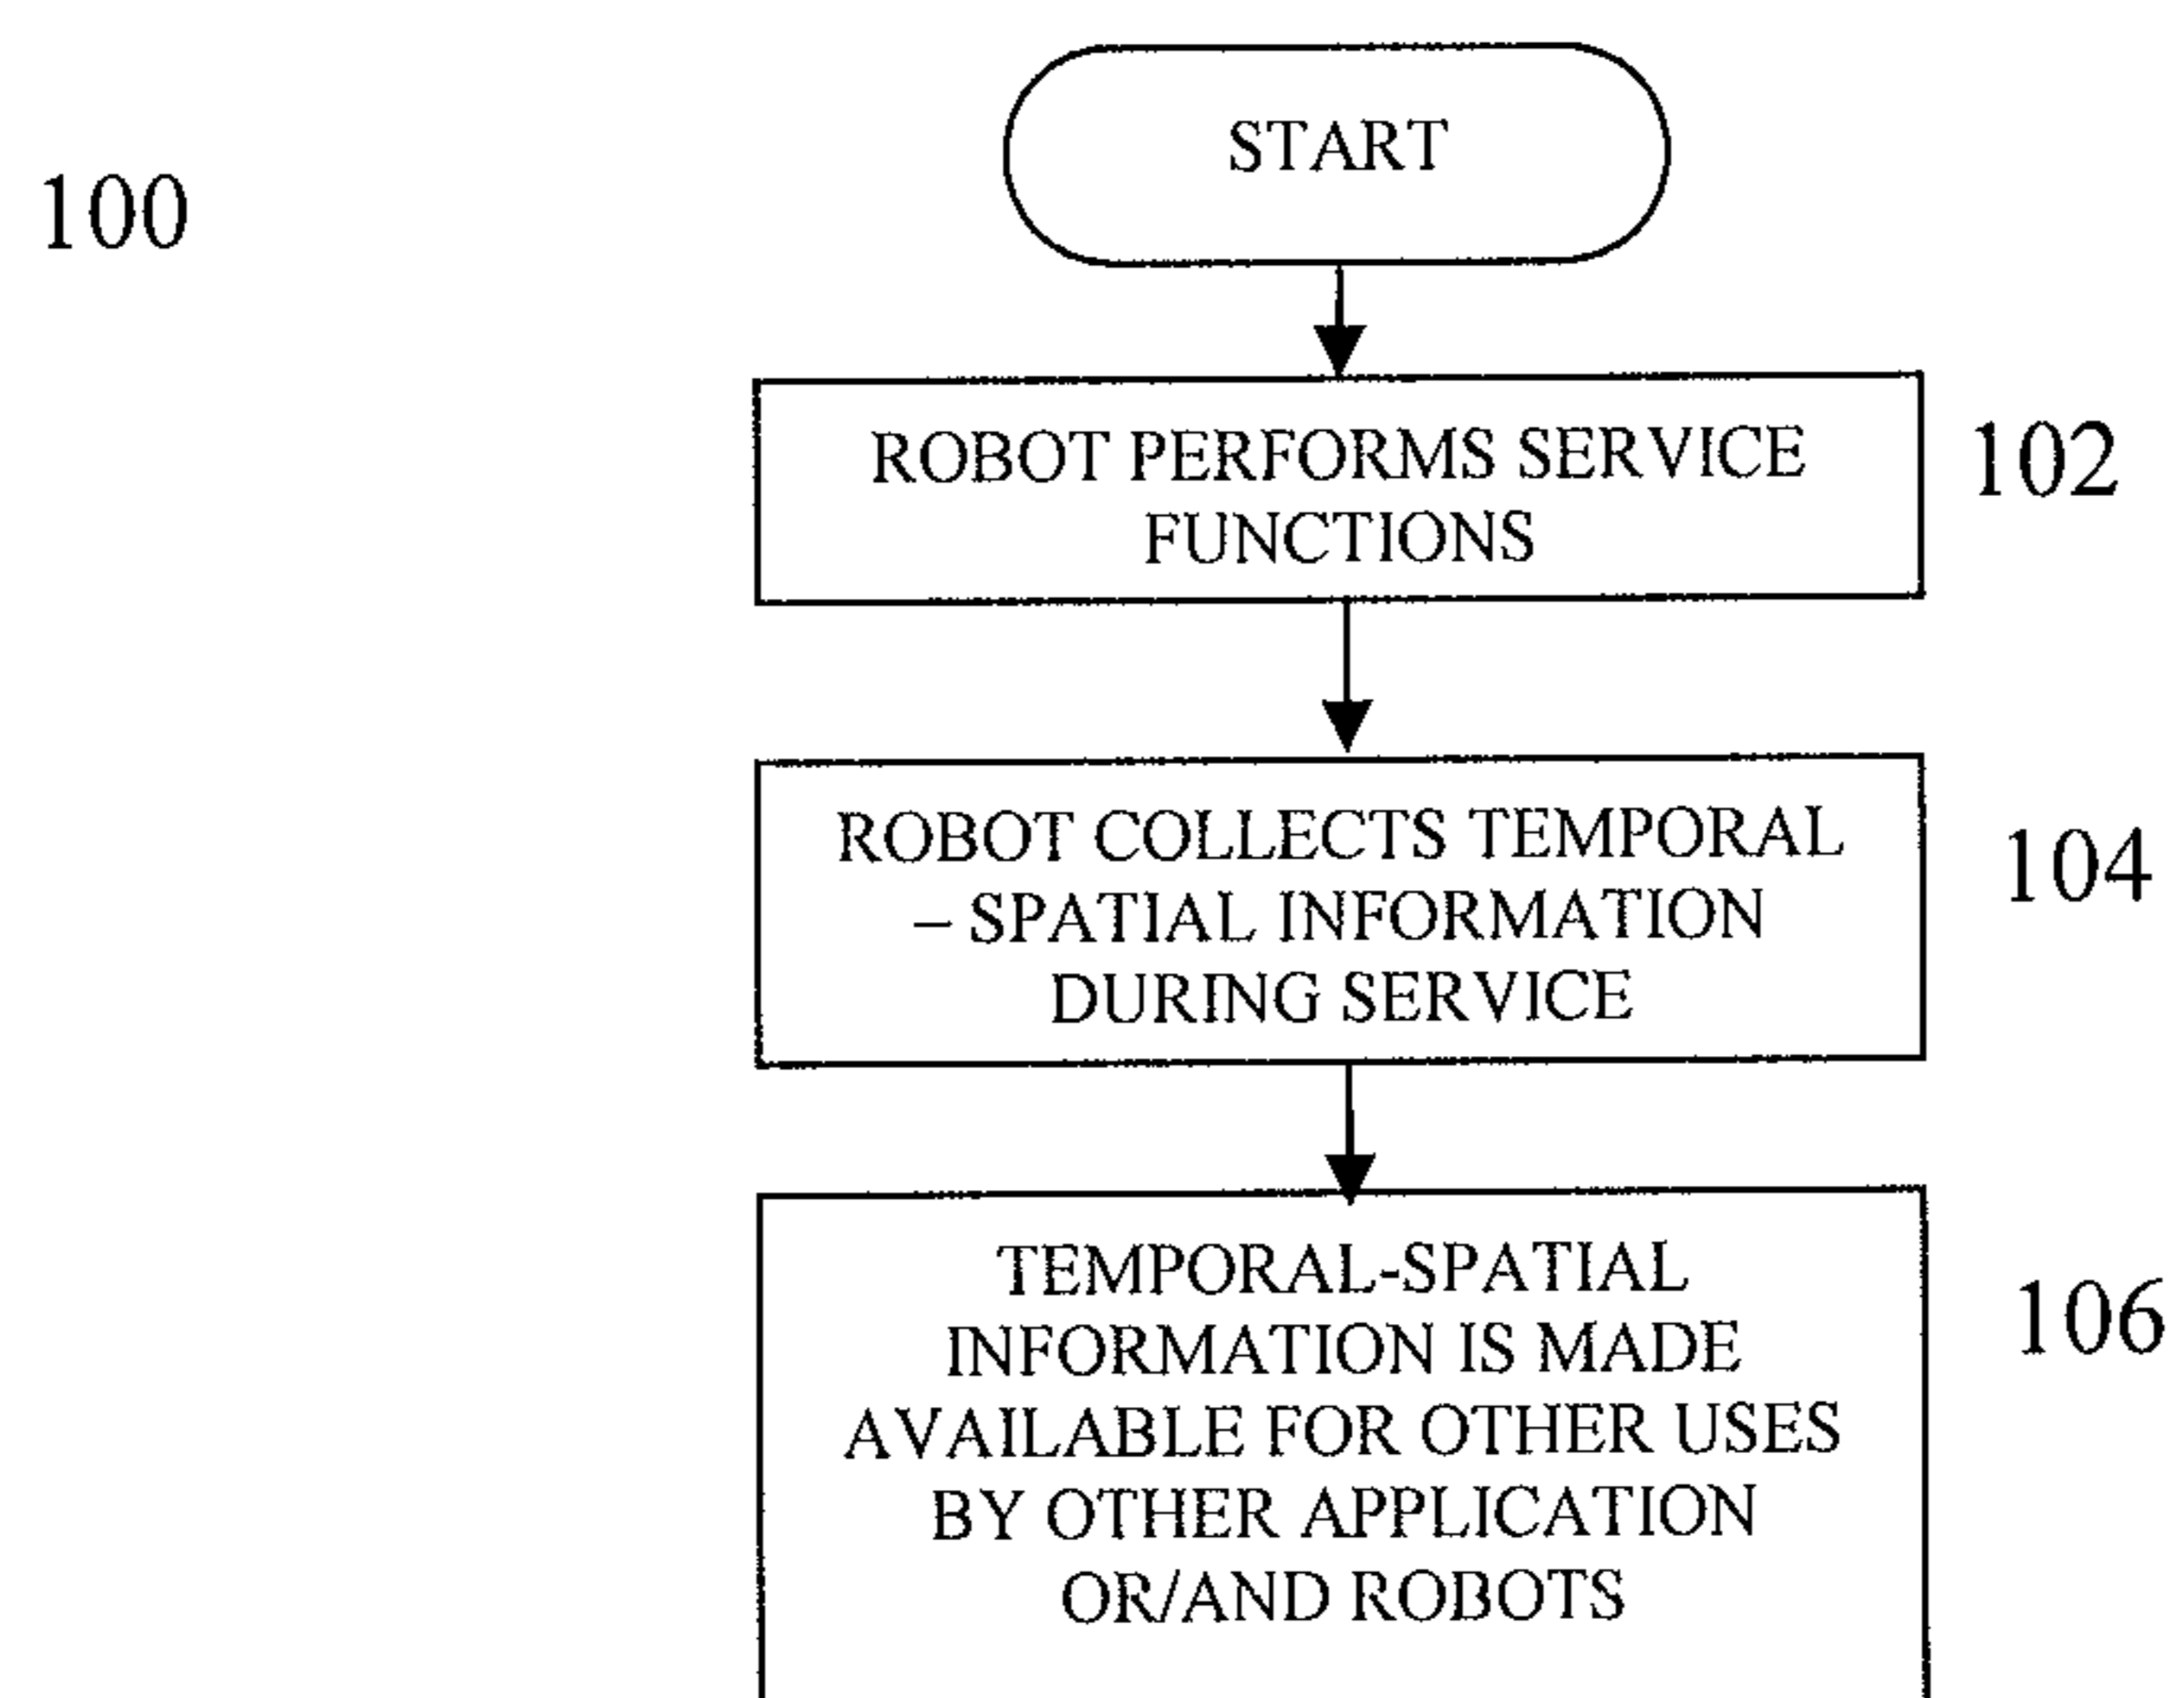 START
100
ROBOT PERFORMS SERVICE
FUNCTIONS
102
ROBOT COLLECTS TEMPORAL
– SPATIAL INFORMATION
DURING SERVICE
104
TEMPORAL-SPATIAL
INFORMATION IS MADE
AVAILABLE FOR OTHER USES
BY OTHER APPLICATION
OR/AND ROBOTS
106